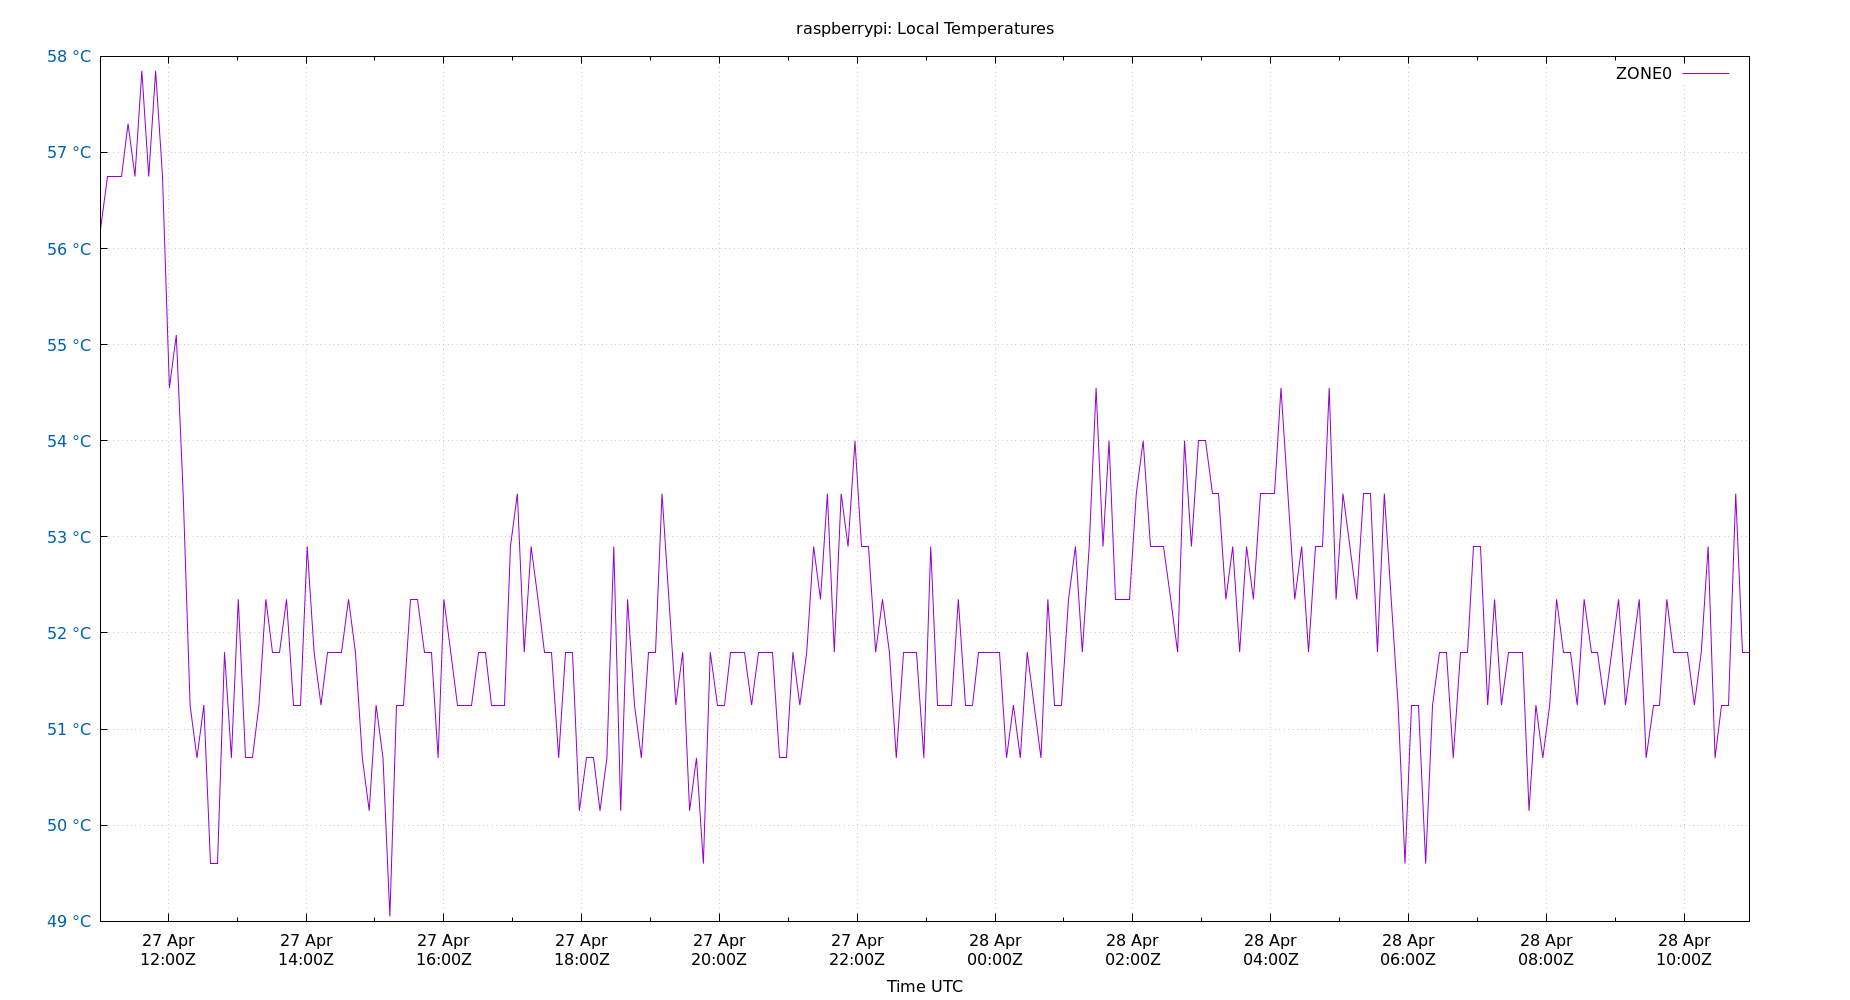 raspberrypi: Local Temperatures
58 °C
ZONE0
57 °C
56 °C
55 °C
54 °C
53 °C
52 °C
51 °C
50 °C
49 °C
27 Apr 27 Apr 27 Apr 27 Apr 27 Apr 27 Apr 28 Apr 28 Apr 28 Apr 28 Apr 28 Apr 28 Apr
12:00Z 14:00Z 16:00Z 18:00Z 20:00Z 22:00Z 00:00Z 02:00Z 04:00Z 06:00Z 08:00Z 10:00Z
Time UTC